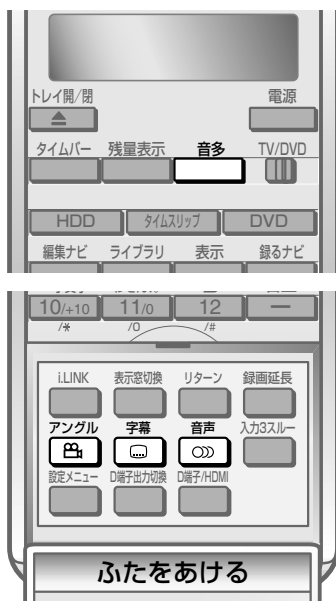 トレイ開/閉 電源
タイムバー 残量表示 音多 TV/DVD
HDD タイムスリップ DVD
編集ナビ ライブラリ 表示 録るナビ
10/+10 11/0 12
/* /0 /#
i.LINK 表示窓切換 リターン 録画延長
アングル 字幕 音声 入力3スルー
設定メニュー D端子出力切換 D端子/HDMI
ふたをあける